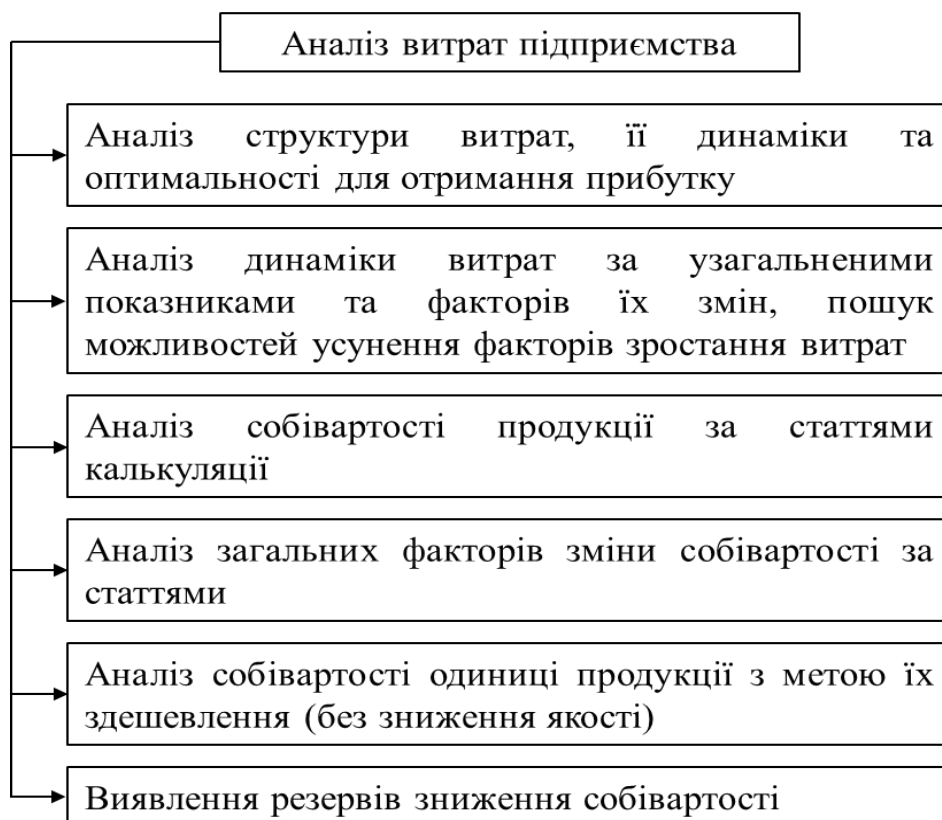 Аналіз витрат підприємства
Аналіз структури витрат, її динаміки та
оптимальності для отримання прибутку
Аналіз динаміки витрат за узагальненими
показниками та факторів їх змін, пошук
можливостей усунення факторів зростання витрат
Аналіз собівартості продукції за статтями
калькуляції
Аналіз загальних факторів зміни собівартості за
статтями
Аналіз собівартості одиниці продукції з метою їх
здешевлення (без зниження якості)
Виявлення резервів зниження собівартості